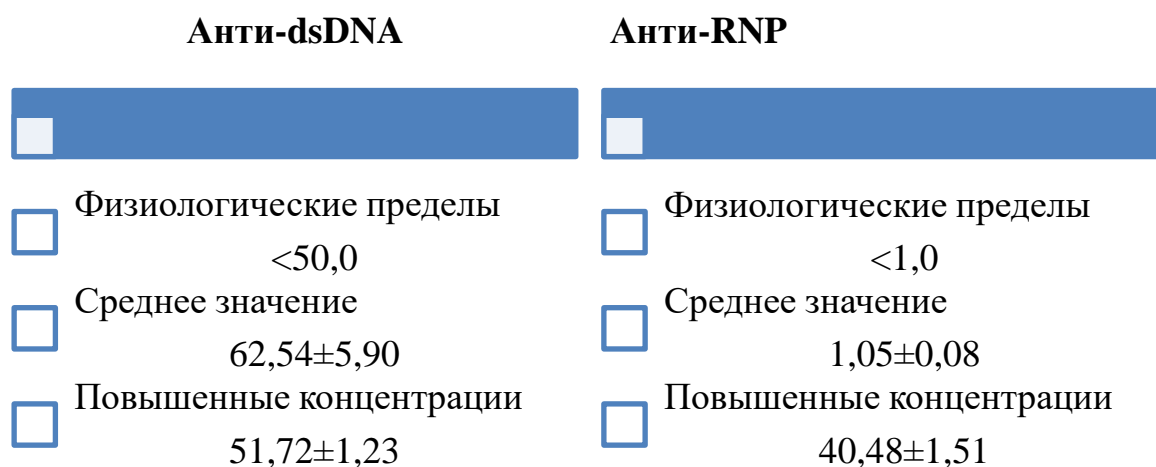 Анти-dsDNA
Физиологические пределы
<50,0
Среднее значение
62,54±5,90
Повышенные концентрации
51,72±1,23
Анти-RNP
Физиологические пределы
<1,0
Среднее значение
1,05±0,08
Повышенные концентрации
40,48±1,51